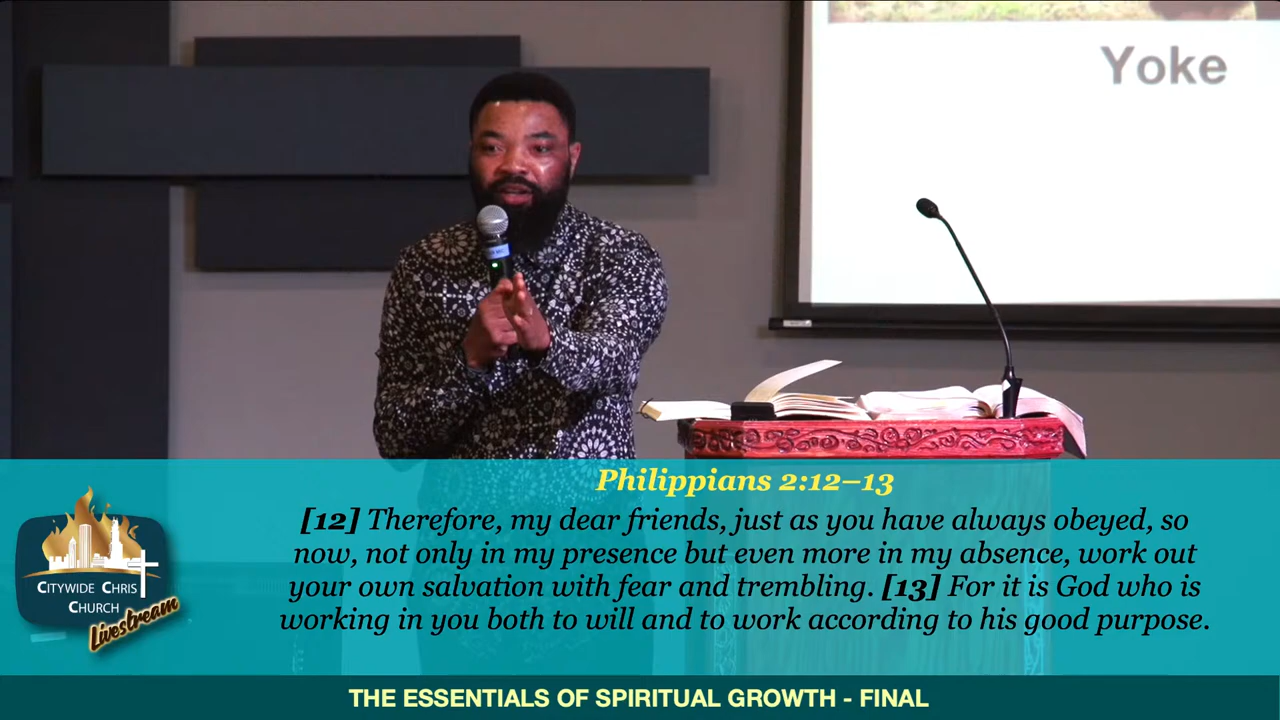 Yoke
Philippians 2:12–13
[12] Therefore, my dear friends, just as you have always obeyed, so
now, not only in my presence but even more in my absence, work out
your own salvation with fear and trembling. [13] For it is God who is
working in you both to will and to work according to his good purpose.
CITYWIDE CHRIS
CHURCH
Livestream
THE ESSENTIALS OF SPIRITUAL GROWTH - FINAL